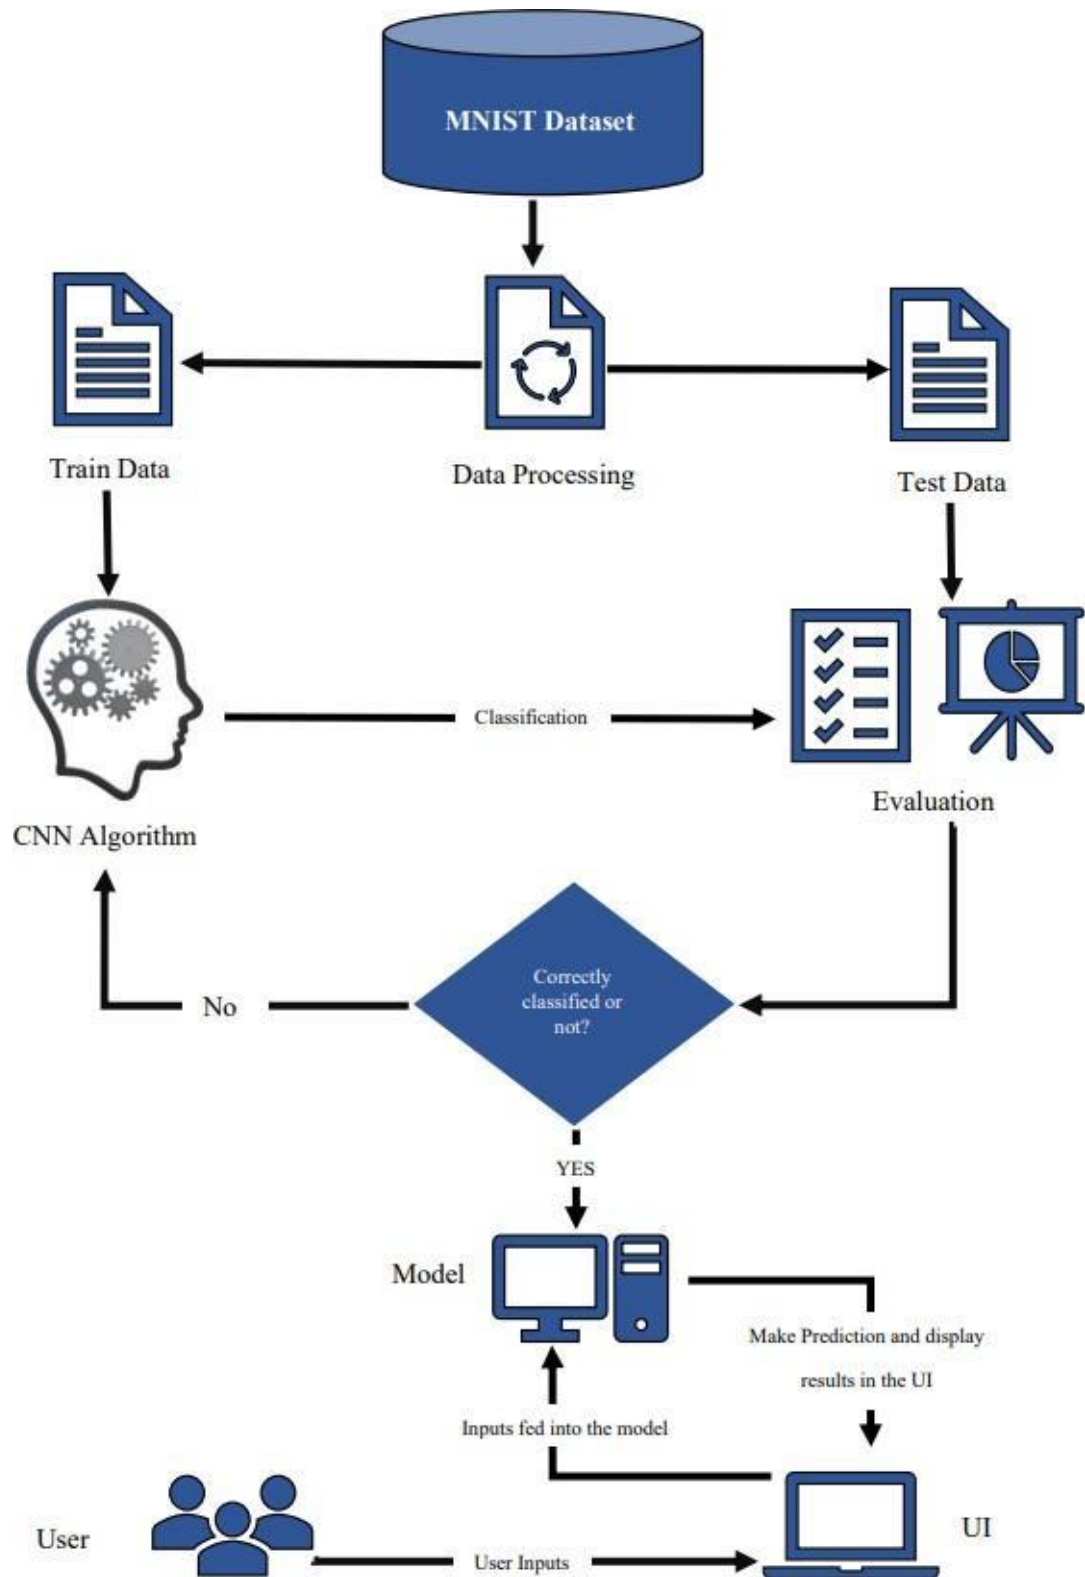 MNIST Dataset
Train Data
Data Processing
Test Data
Classification
Evaluation
CNN Algorithm
Correctly
classified or
not?
No
YES
Model
Make Prediction and display
results in the UI
Inputs fed into the model
User
UI
User Inputs